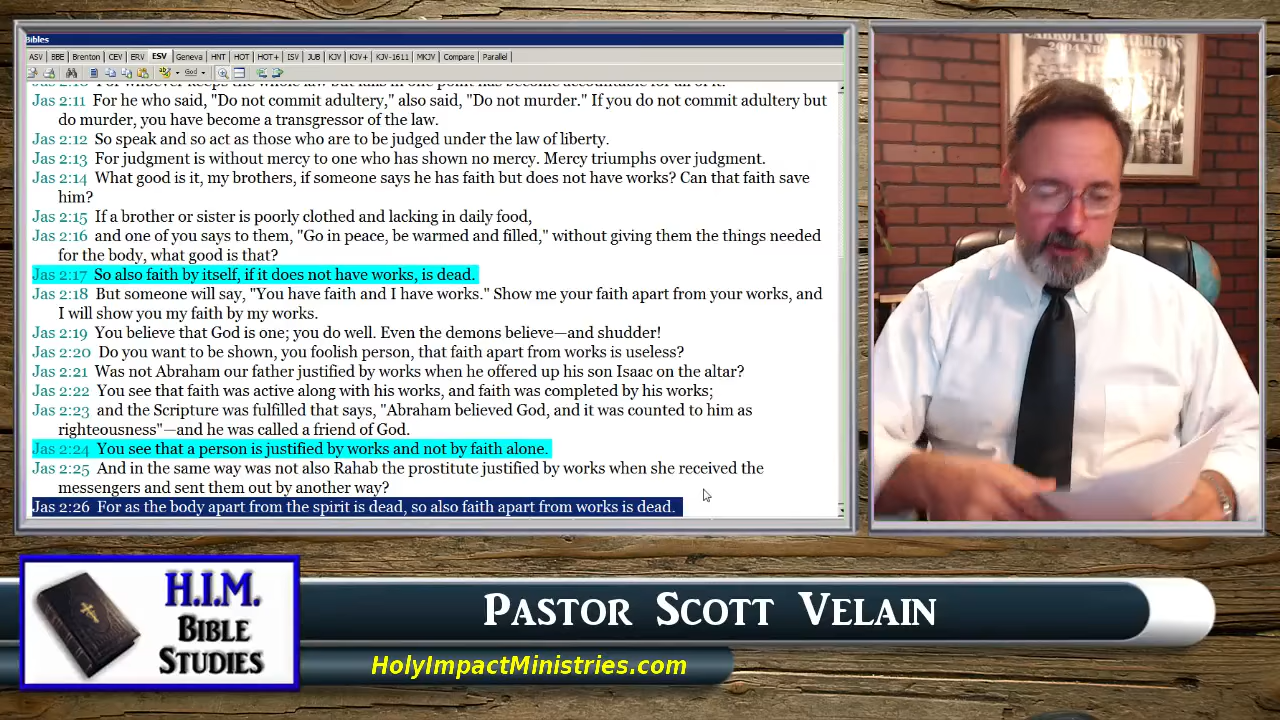 CARROLLTON WARRIORS
Bibles
ASV BBE Brenton CEV ERV ESV Geneva HNT HOT HOT+ ISV JUB KJV KJV+ KJV-1611 MKJV Compare Parallel
God
Jas 2:11 For he who said, "Do not commit adultery," also said, "Do not murder." If you do not commit adultery but
do murder, you have become a transgressor of the law.
Jas 2:12 So speak and so act as those who are to be judged under the law of liberty.
Jas 2:13 For judgment is without mercy to one who has shown no mercy. Mercy triumphs over judgment.
Jas 2:14 What good is it, my brothers, if someone says he has faith but does not have works? Can that faith save
him?
Jas 2:15 If a brother or sister is poorly clothed and lacking in daily food,
Jas 2:16 and one of you says to them, "Go in peace, be warmed and filled," without giving them the things needed
for the body, what good is that?
Jas 2:17 So also faith by itself, if it does not have works, is dead.
Jas 2:18 But someone will say, "You have faith and I have works." Show me your faith apart from your works, and
I will show you my faith by my works.
Jas 2:19 You believe that God is one; you do well. Even the demons believe—and shudder!
Jas 2:20 Do you want to be shown, you foolish person, that faith apart from works is useless?
Jas 2:21 Was not Abraham our father justified by works when he offered up his son Isaac on the altar?
Jas 2:22 You see that faith was active along with his works, and faith was completed by his works;
Jas 2:23 and the Scripture was fulfilled that says, "Abraham believed God, and it was counted to him as
righteousness"—and he was called a friend of God.
Jas 2:24 You see that a person is justified by works and not by faith alone.
Jas 2:25 And in the same way was not also Rahab the prostitute justified by works when she received the
messengers and sent them out by another way?
Jas 2:26 For as the body apart from the spirit is dead, so also faith apart from works is dead.
H.I.M.
BIBLE
STUDIES
PASTOR SCOTT VELAIN
HolyImpactMinistries.com